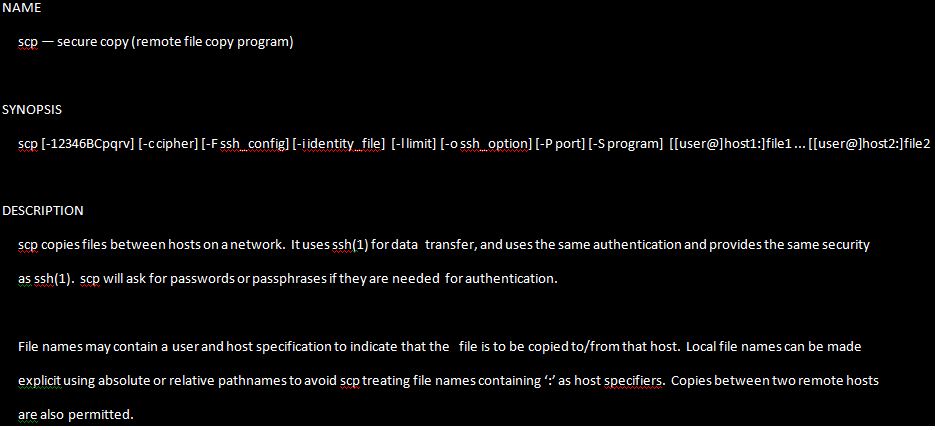 NAME
scp — secure copy (remote file copy program)
SYNOPSIS
scp [-12346BCpqrv] [-c cipher] [-F ssh_config] [-i identity_file] [-l limit] [-o ssh_option] [-P port] [-S program] [[user@]host1:]file1 ... [[user@]host2:]file2
DESCRIPTION
scp copies files between hosts on a network. It uses ssh(1) for data transfer, and uses the same authentication and provides the same security
as ssh(1). scp will ask for passwords or passphrases if they are needed for authentication.
File names may contain a user and host specification to indicate that the file is to be copied to/from that host. Local file names can be made
explicit using absolute or relative pathnames to avoid scp treating file names containing ‘:’ as host specifiers. Copies between two remote hosts
are also permitted.